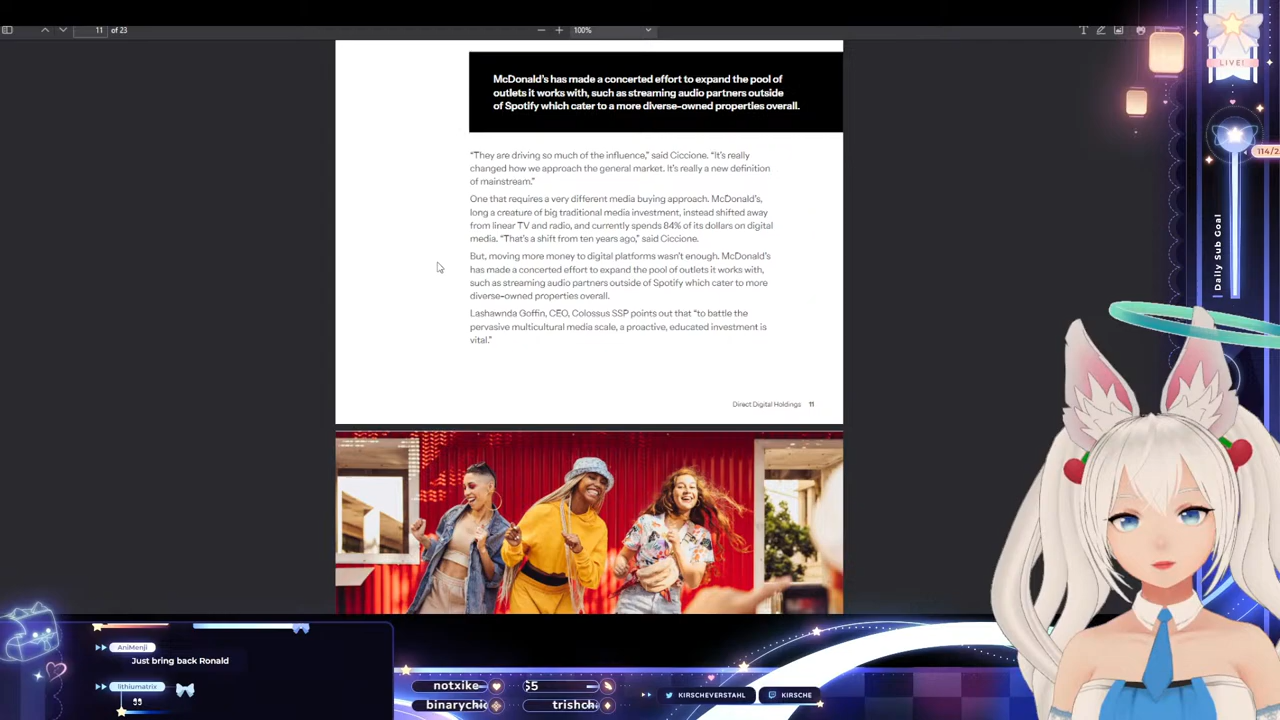 11 of 23
100%
LIVE!
McDonald's has made a concerted effort to expand the pool of
outlets it works with, such as streaming audio partners outside
of Spotify which cater to a more diverse-owned properties overall.
"They are driving so much of the influence," said Ciccione. "It's really
changed how we approach the general market. It's really a new definition
of mainstream."
One that requires a very different media buying approach. McDonald's,
long a creature of big traditional media investment, instead shifted away
from linear TV and radio, and currently spends 84% of its dollars on digital
media. "That's a shift from ten years ago," said Ciccione.
But, moving more money to digital platforms wasn't enough. McDonald's
has made a concerted effort to expand the pool of outlets it works with,
such as streaming audio partners outside of Spotify which cater to more
diverse-owned properties overall.
Lashawnda Goffin, CEO, Colossus SSP points out that "to battle the
pervasive multicultural media scale, a proactive, educated investment is
vital."
Direct Digital Holdings 11
114/2
Daily Sub Goal
AniMenji
Just bring back Ronald
lithiumatrix
99
notxike
$5
binarychic
trishch
KIRSCHEVERSTAHL
KIRSCHE